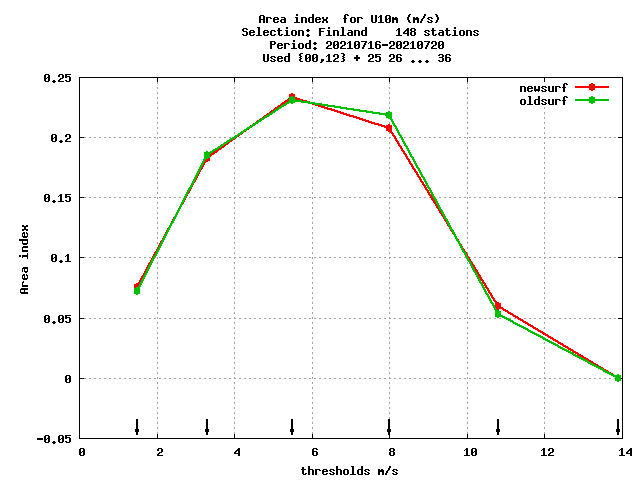 Area index  for U10m (m/s)
Selection: Finland    148 stations
Period: 20210716-20210720
Used {00,12} + 25 26 ... 36
newsurf
oldsurf
0.25
0.2
0.15
0.1
0.05
0
-0.05
Area index
0 2 4 6 8 10 12 14
thresholds m/s